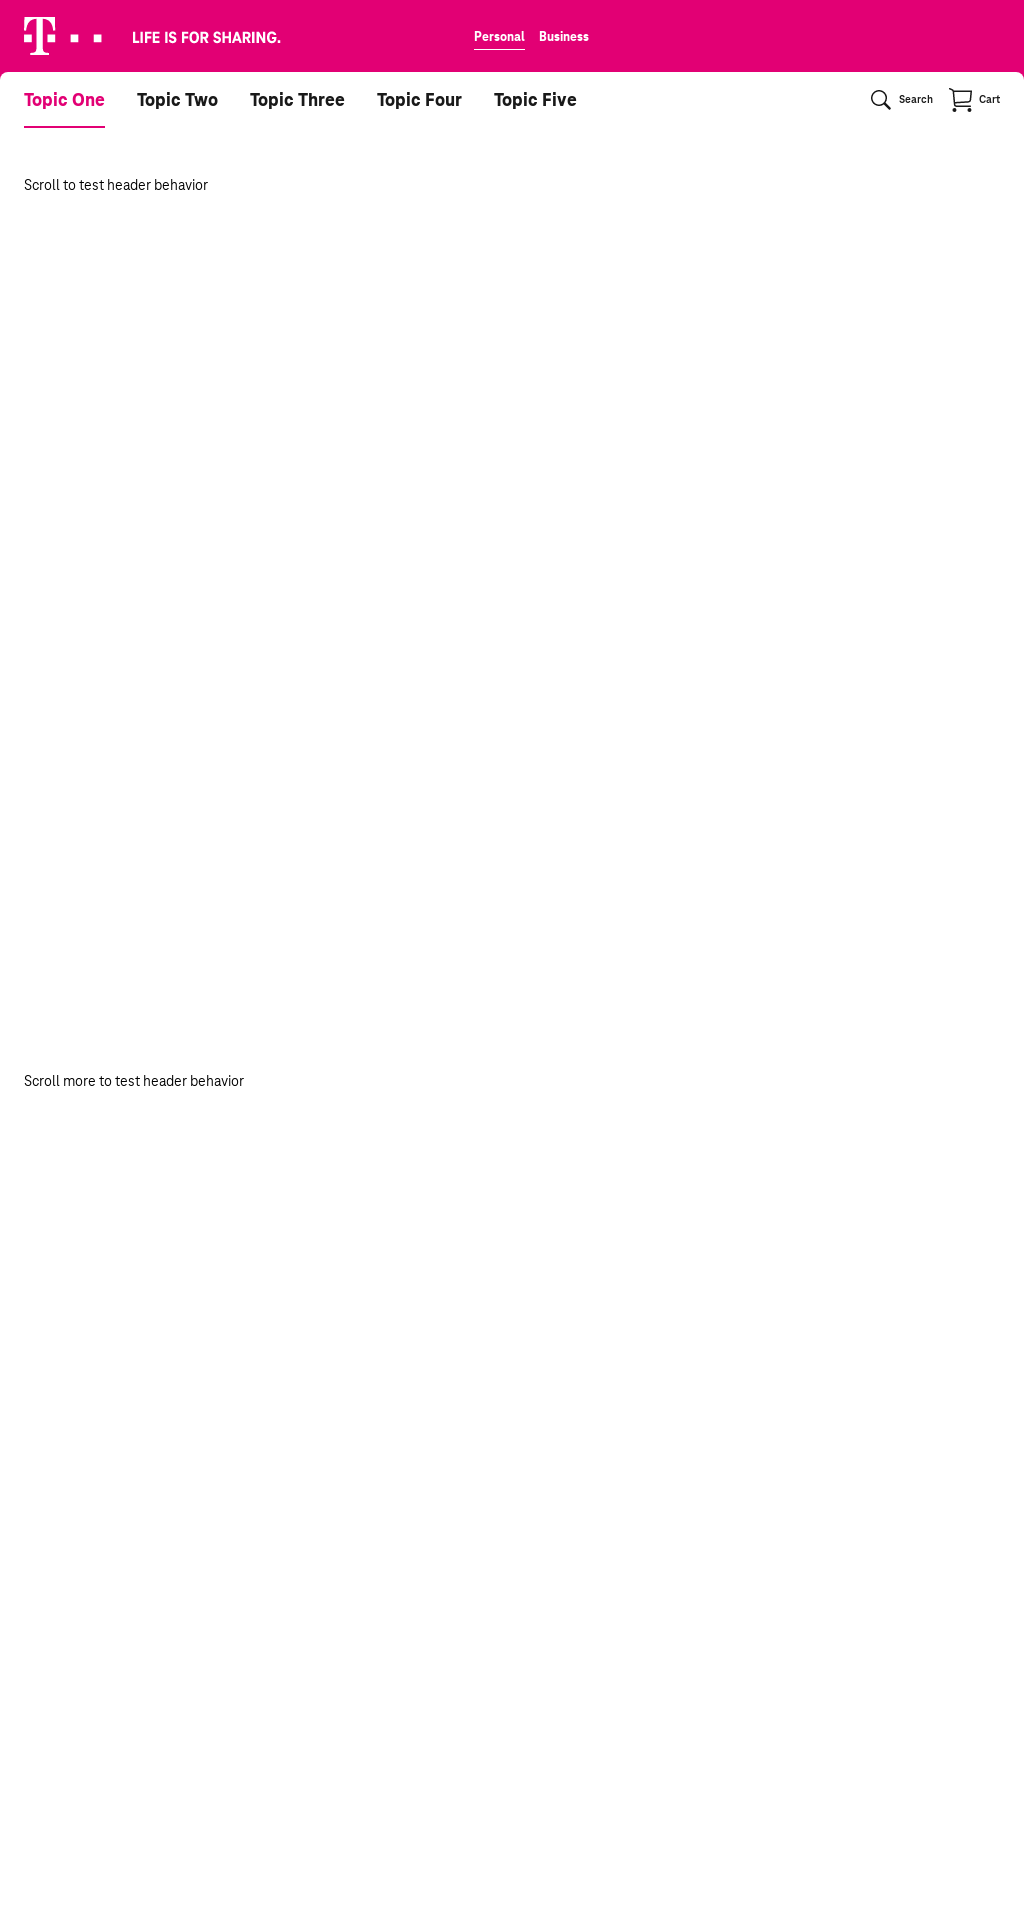 T
LIFE IS FOR SHARING.
Personal Business
Topic One Topic Two Topic Three Topic Four Topic Five Search Cart
Scroll to test header behavior
Scroll more to test header behavior